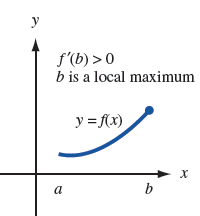 y
f′(b) > 0
b is a local maximum
y = f(x)
x
a
b